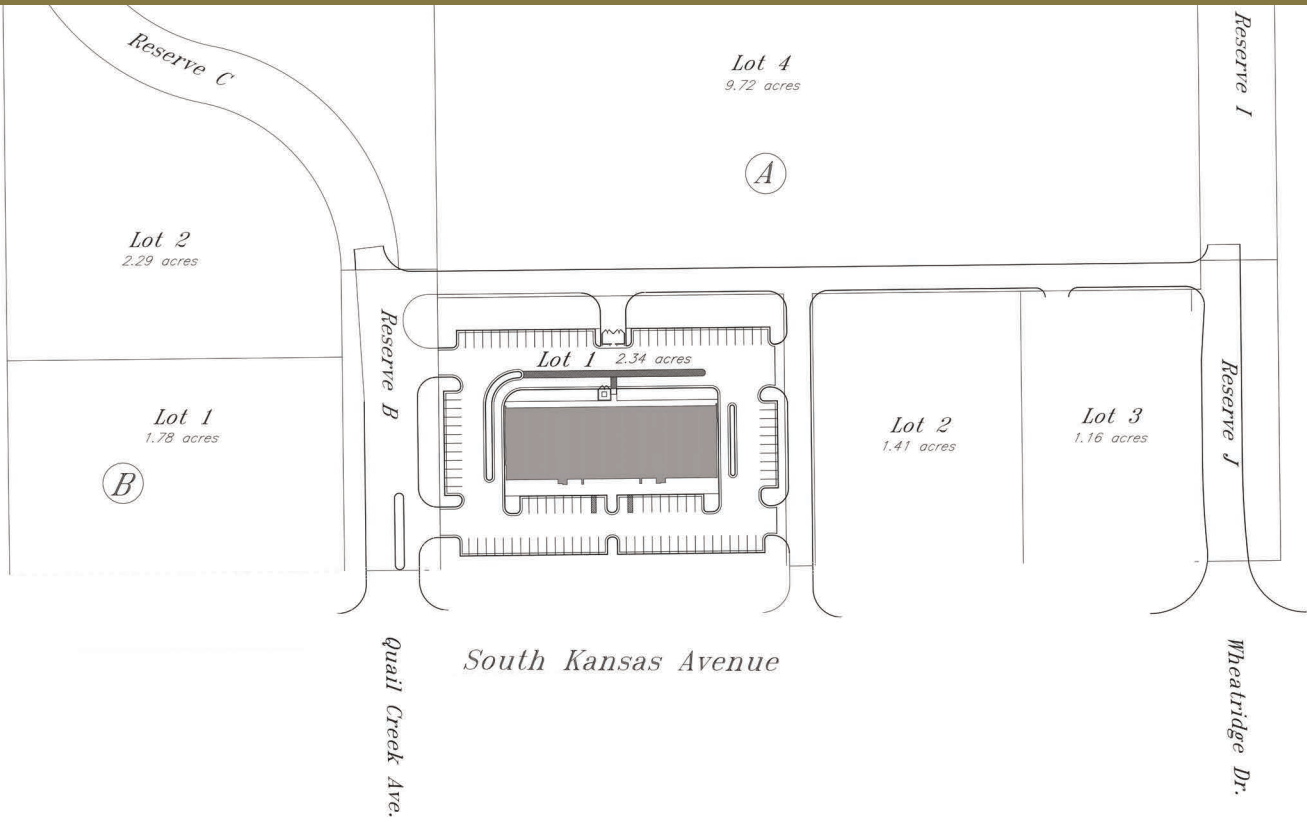 Reserve C
Lot 4
9.72 acres
Reserve I
A
Lot 2
2.29 acres
Reserve B
Lot 1 2.34 acres
Lot 1
1.78 acres
B
Lot 2
1.41 acres
Lot 3
1.16 acres
Reserve J
South Kansas Avenue
Quail Creek Ave.
Wheatridge Dr.